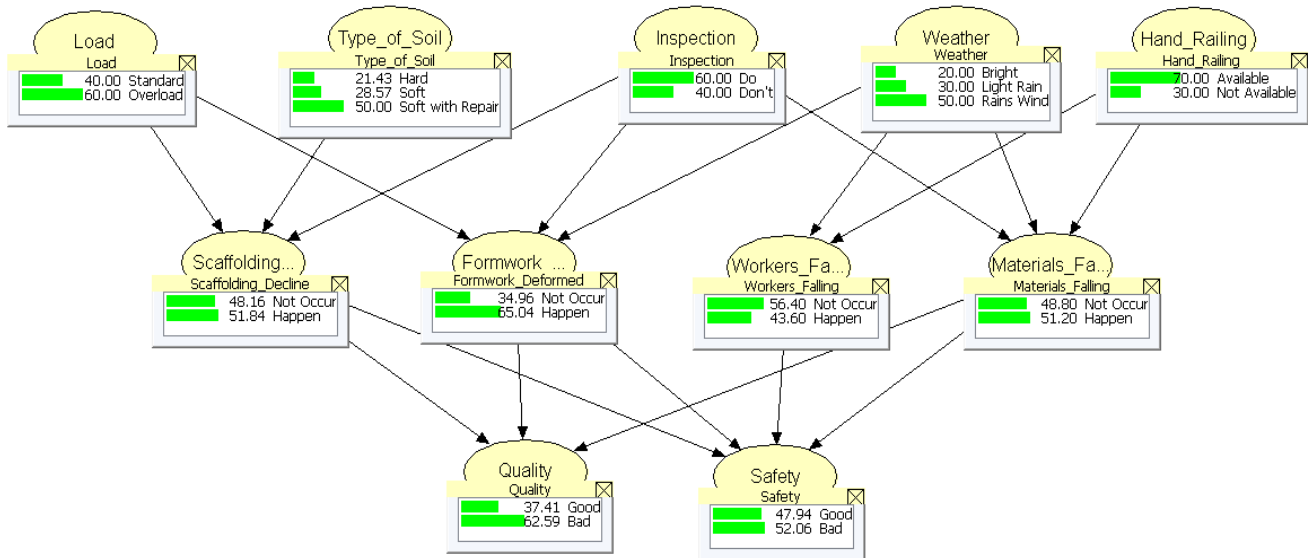 Load
Load
40.00 Standard
60.00 Overload
Type_of_Soil
Type_of_Soil
21.43 Hard
28.57 Soft
50.00 Soft with Repair
Inspection
Inspection
60.00 Do
40.00 Don't
Weather
Weather
20.00 Bright
30.00 Light Rain
50.00 Rains Wind
Hand_Railing
Hand_Railing
70.00 Available
30.00 Not Available
Scaffolding...
Scaffolding_Decline
48.16 Not Occur
51.84 Happen
Formwork_...
Formwork_Deformed
34.96 Not Occur
65.04 Happen
Workers_Fa...
Workers_Falling
56.40 Not Occur
43.60 Happen
Materials_Fa...
Materials_Falling
48.80 Not Occur
51.20 Happen
Quality
Quality
37.41 Good
62.59 Bad
Safety
Safety
47.94 Good
52.06 Bad